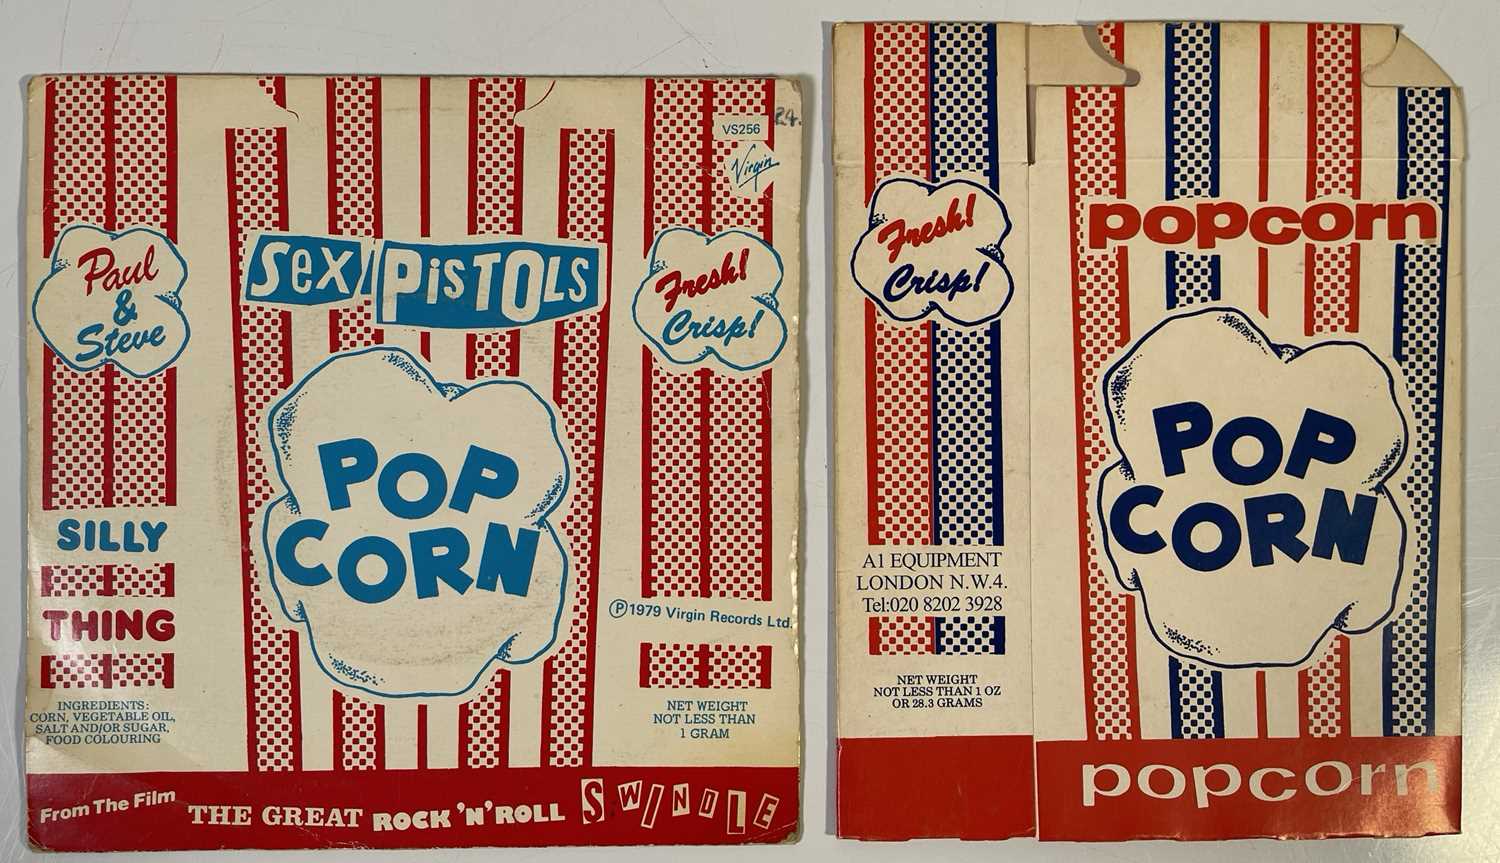 VS256
24.
Virgin
Paul
&
Steve
SEX PISTOLS
Fresh!
Crisp!
POP
CORN
SILLY
THING
℗1979 Virgin Records Ltd.
INGREDIENTS:
CORN, VEGETABLE OIL,
SALT AND/OR SUGAR,
FOOD COLOURING
NET WEIGHT
NOT LESS THAN
1 GRAM
From The Film THE GREAT ROCK 'N' ROLL SWINDLE
Fresh!
Crisp!
A1 EQUIPMENT
LONDON N.W.4.
Tel:020 8202 3928
NET WEIGHT
NOT LESS THAN 1 OZ
OR 28.3 GRAMS
popcorn
POP
CORN
popcorn